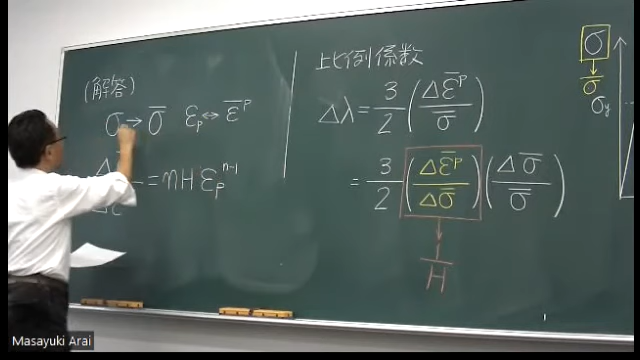 (解答)
σ → σ̄ εₚ ↔ ε̄ᵖ
= nH εₚⁿ⁻¹
比例係数
Δλ = 3/2 (Δε̄ᵖ / σ̄)
= 3/2 (Δε̄ᵖ / Δσ̄) (Δσ̄ / σ̄)
1/H
σ
σ̄
σy
Masayuki Arai